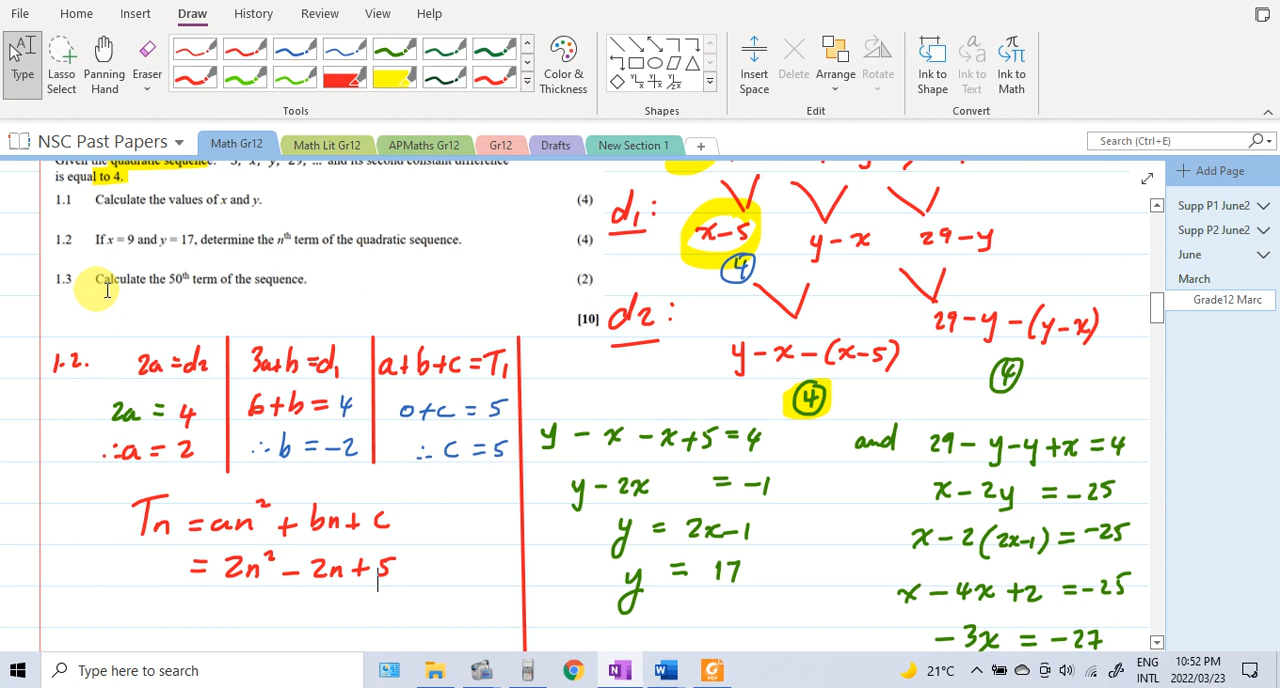 File Home Insert Draw History Review View Help
Type
Lasso Select
Panning Hand
Eraser
Color & Thickness
Insert Space
Delete
Arrange
Rotate
Ink to Shape
Ink to Text
Ink to Math
Tools
Shapes
Edit
Convert
NSC Past Papers
Math Gr12
Math Lit Gr12
APMaths Gr12
Gr12
Drafts
New Section 1
Search (Ctrl+E)
Add Page
Supp P1 June2
Supp P2 June2
June
March
Grade12 Marc
is equal to 4.
1.1 Calculate the values of x and y. (4)
1.2 If x = 9 and y = 17, determine the nth term of the quadratic sequence. (4)
1.3 Calculate the 50th term of the sequence. (2)
[10]
d1:
x-5 y-x 29-y
4
d2:
y-x-(x-5) 29-y-(y-x)
4 4
1.2. 2a = d2 3a+b = d1 a+b+c = T1
2a = 4 6+b = 4 0+c = 5
∴a = 2 ∴b = -2 ∴c = 5
Tn = an² + bn + c
= 2n² - 2n + 5
y - x - x + 5 = 4 and 29 - y - y + x = 4
y - 2x = -1 x - 2y = -25
y = 2x-1 x - 2(2x-1) = -25
y = 17 x - 4x + 2 = -25
-3x = -27
Type here to search
21°C
ENG
INTL
10:52 PM
2022/03/23